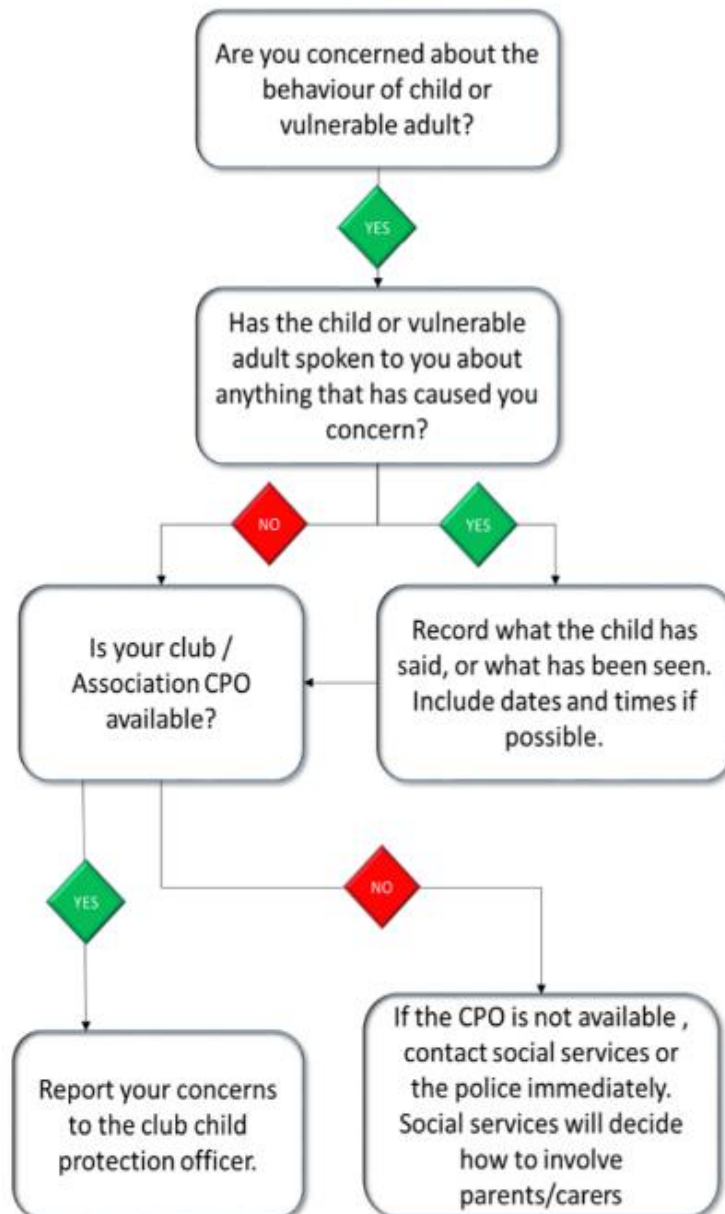 Are you concerned about the
behaviour of child or
vulnerable adult?
YES
Has the child or vulnerable
adult spoken to you about
anything that has caused you
concern?
NO
YES
Is your club /
Association CPO
available?
Record what the child has
said, or what has been seen.
Include dates and times if
possible.
YES
NO
Report your concerns
to the club child
protection officer.
If the CPO is not available ,
contact social services or
the police immediately.
Social services will decide
how to involve
parents/carers